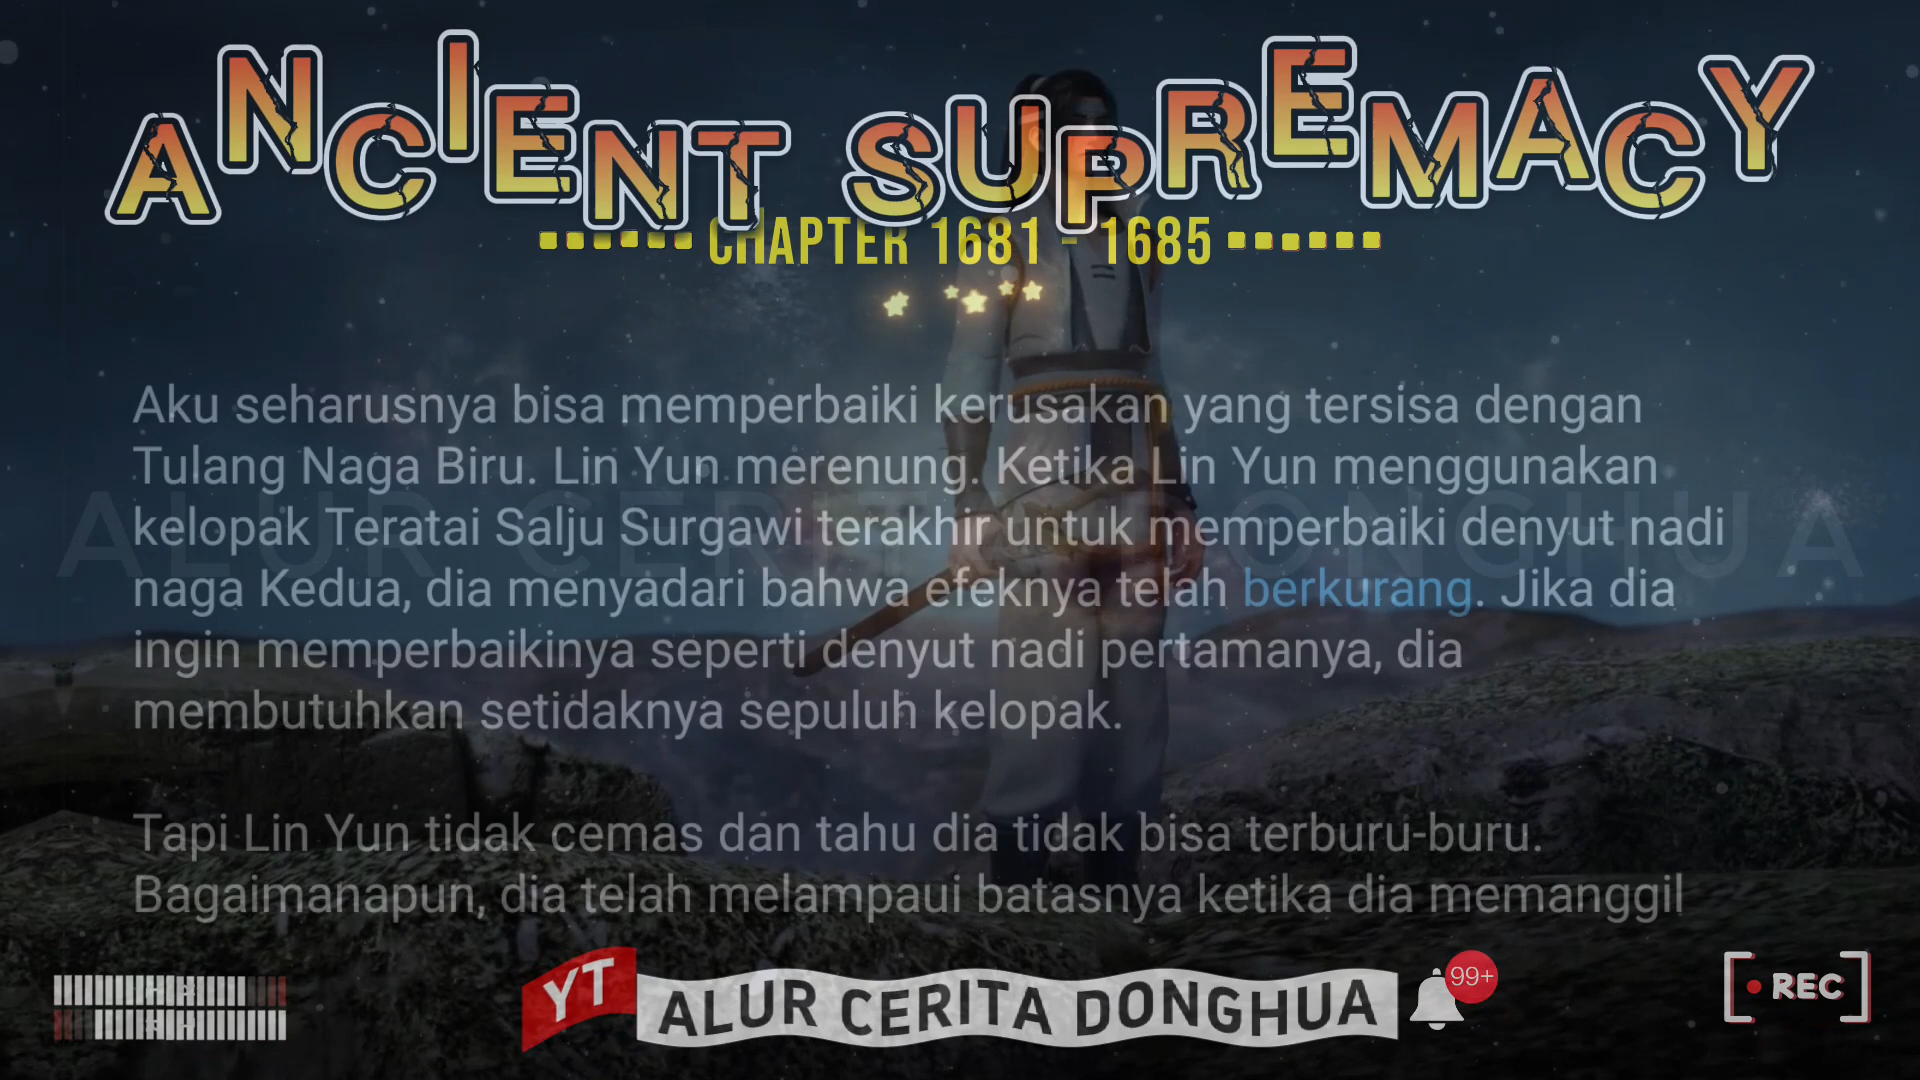 ANCIENT SUPREMACY
CHAPTER 1681 - 1685
Aku seharusnya bisa memperbaiki kerusakan yang tersisa dengan
Tulang Naga Biru. Lin Yun merenung. Ketika Lin Yun menggunakan
kelopak Teratai Salju Surgawi terakhir untuk memperbaiki denyut nadi
naga Kedua, dia menyadari bahwa efeknya telah berkurang. Jika dia
ingin memperbaikinya seperti denyut nadi pertamanya, dia
membutuhkan setidaknya sepuluh kelopak.
Tapi Lin Yun tidak cemas dan tahu dia tidak bisa terburu-buru.
Bagaimanapun, dia telah melampaui batasnya ketika dia memanggil
ALUR CERITA DONGHUA
YT ALUR CERITA DONGHUA 99+
REC